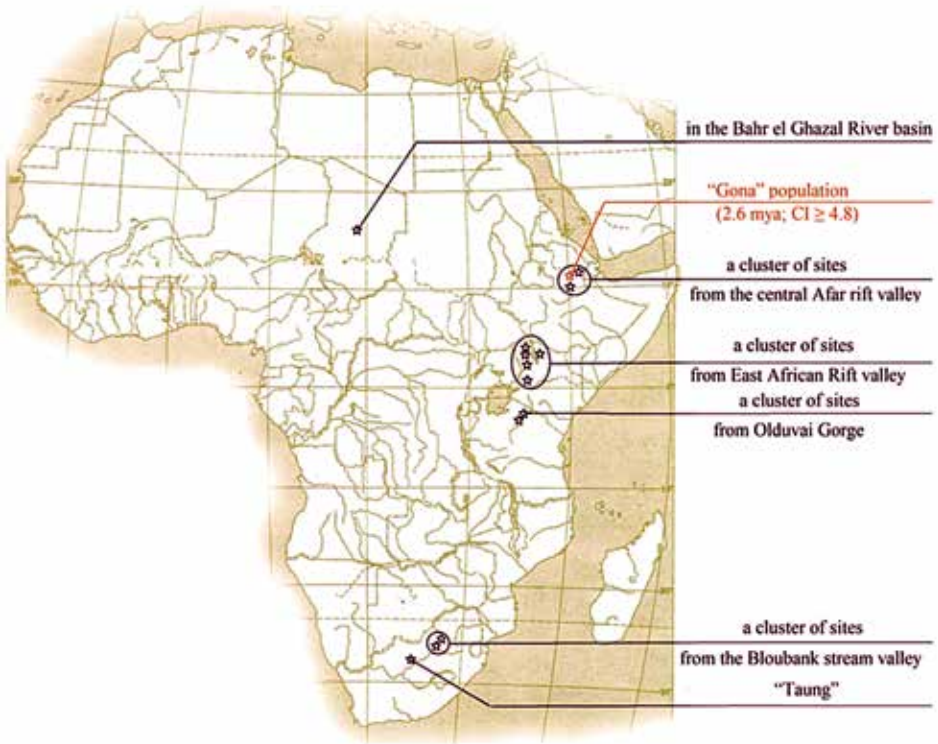 in the Bahr el Ghazal River basin
“Gona” population
(2.6 mya; CI ≥ 4.8)
a cluster of sites
from the central Afar rift valley
a cluster of sites
from East African Rift valley
a cluster of sites
from Olduvai Gorge
a cluster of sites
from the Bloubank stream valley
“Taung”